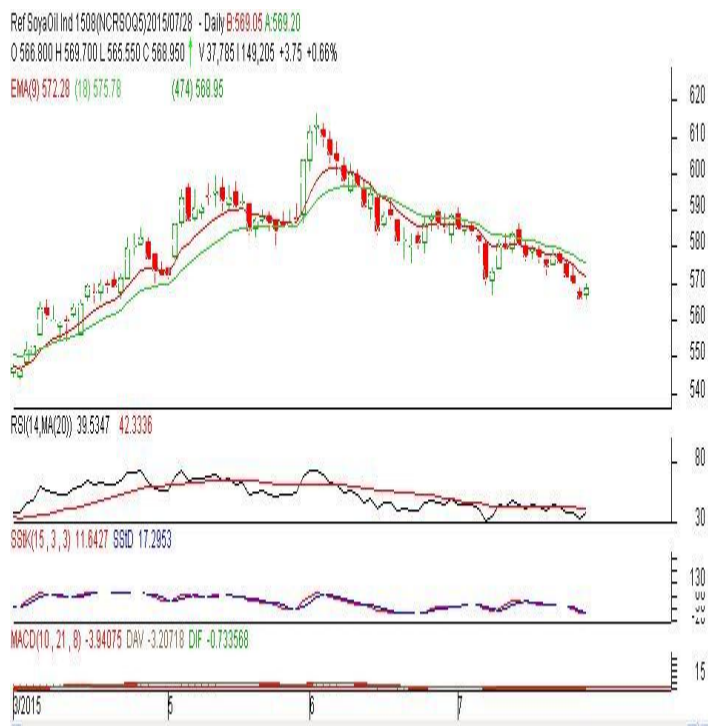 Ref SoyaOil Ind 1508(NCRSOQ5)2015/07/28 - Daily B:569.05 A:569.20
O 566.800 H 569.700 L 565.550 C 568.950 ↑ V 37,785 I 149,205 +3.75 +0.66%
EMA(9) 572.28 (18) 575.78 (474) 568.95
620
610
600
590
580
570
560
550
540
RSI(14,MA(20)) 39.5347 42.3336
80
30
SStK(15,3,3) 11.6427 SStD 17.2953
130
MACD(10,21,8) -3.94075 DAV -3.20718 DIF -0.733568
15
3/2015 5 6 7